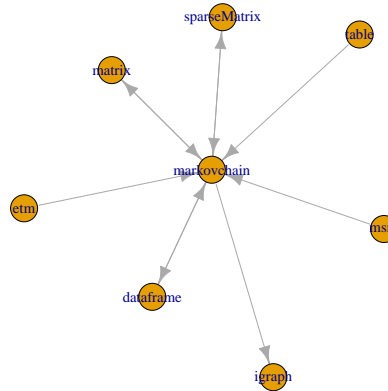 sparseMatrix
table
matrix
markovchain
etm
dataframe
igraph